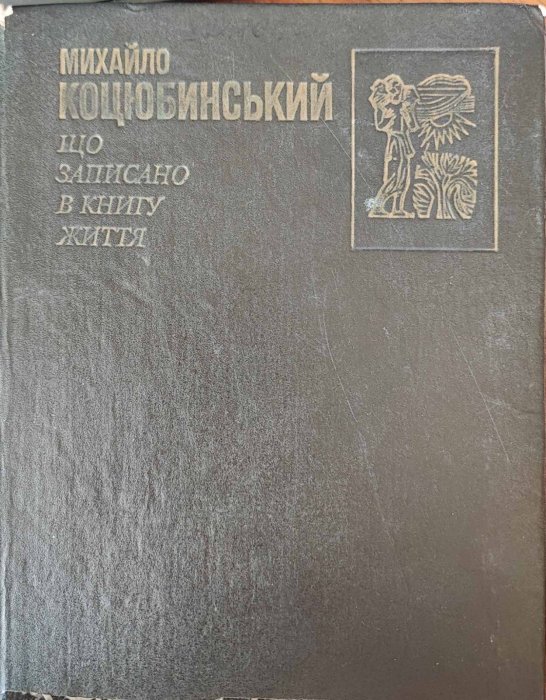 МИХАЙЛО
КОЦЮБИНСЬКИЙ
ЩО
ЗАПИСАНО
В КНИГУ
ЖИТТЯ